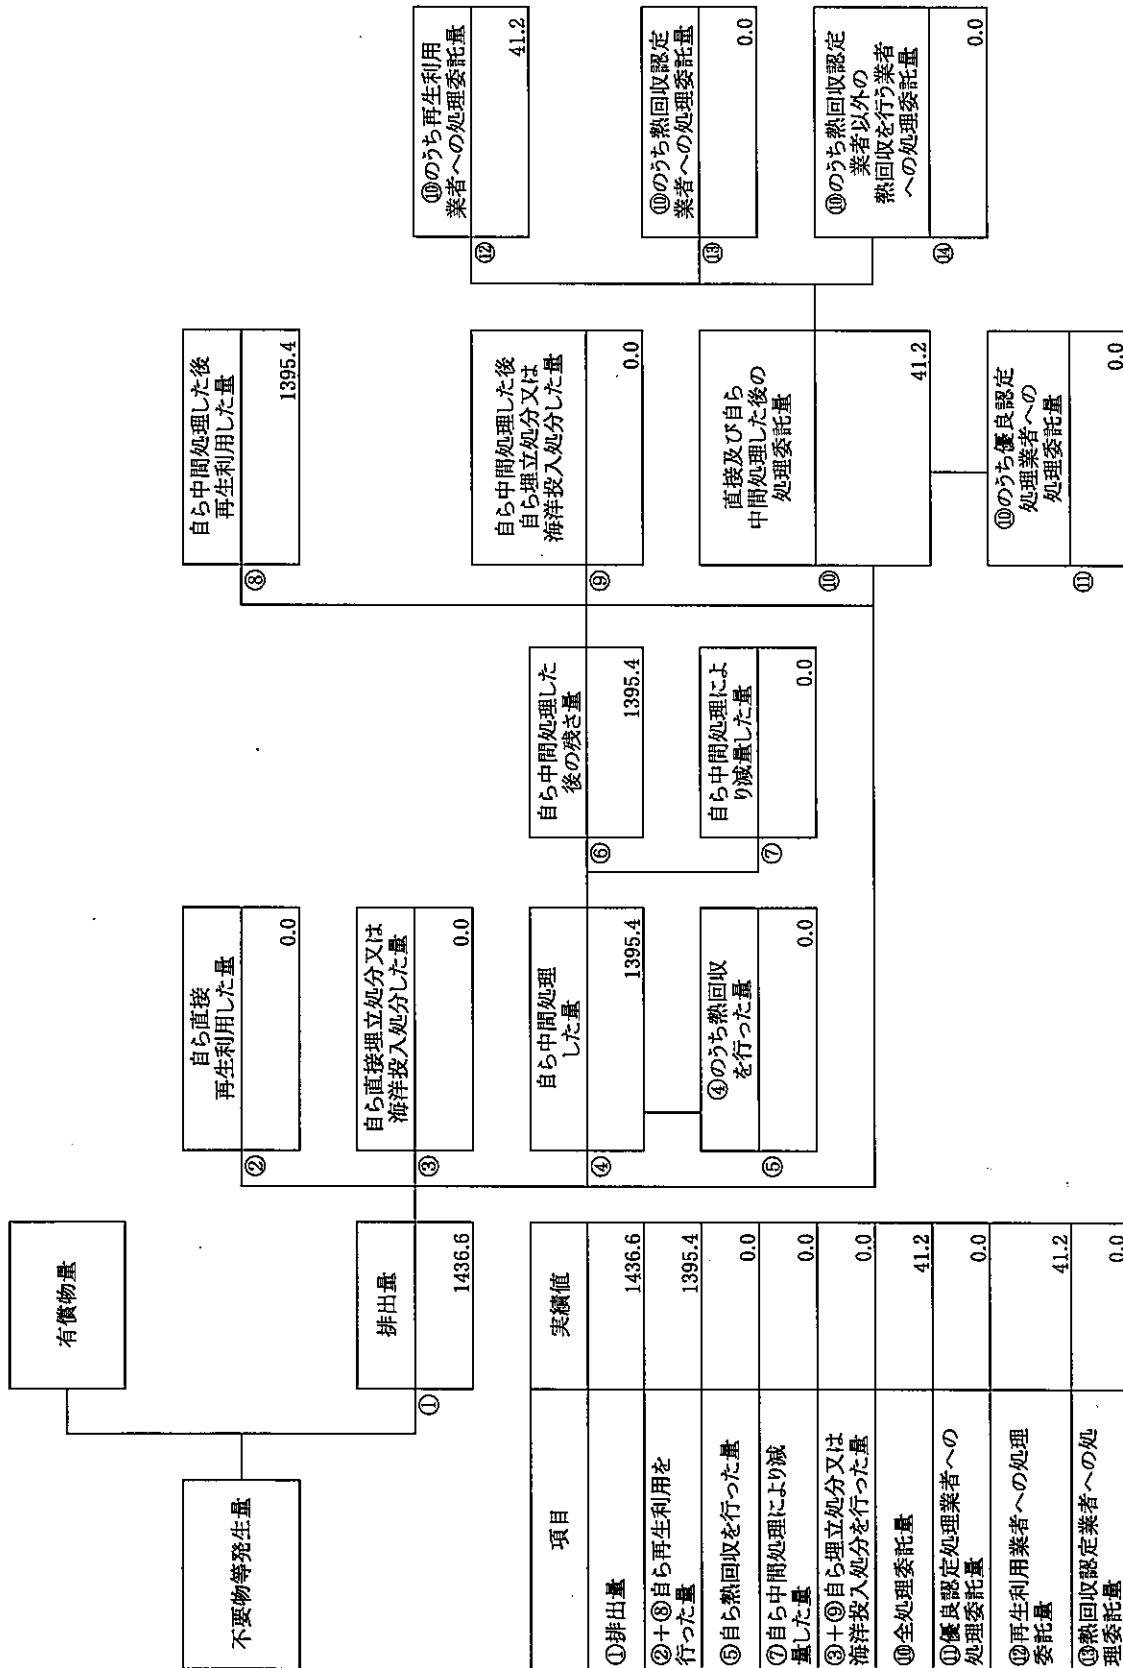 不要物等発生量
有償物量
①
排出量
1436.6
②
自ら直接
再生利用した量
0.0
③
自ら直接埋立処分又は
海洋投入処分した量
0.0
④
自ら中間処理
した量
1395.4
⑤
④のうち熱回収
を行った量
0.0
⑥
自ら中間処理した
後の残さ量
1395.4
⑦
自ら中間処理によ
り減量した量
0.0
⑧
自ら中間処理した後
再生利用した量
1395.4
⑨
自ら中間処理した後
自ら埋立処分又は
海洋投入処分した量
0.0
⑩
直接及び自ら
中間処理した後の
処理委託量
41.2
⑪
⑩のうち優良認定
処理業者への
処理委託量
0.0
⑫
⑩のうち再生利用
業者への処理委託量
41.2
⑬
⑩のうち熱回収認定
業者への処理委託量
0.0
⑭
⑩のうち熱回収認定
業者以外の
熱回収を行う業者
への処理委託量
0.0
項目 実績値
①排出量 1436.6
②+⑧自ら再生利用を
行った量 1395.4
⑤自ら熱回収を行った量 0.0
⑦自ら中間処理により減
量した量 0.0
③+⑨自ら埋立処分又は
海洋投入処分を行った量 0.0
⑩全処理委託量 41.2
⑪優良認定処理業者への
処理委託量 0.0
⑫再生利用業者への処理
委託量 41.2
⑬熱回収認定業者への処
理委託量 0.0